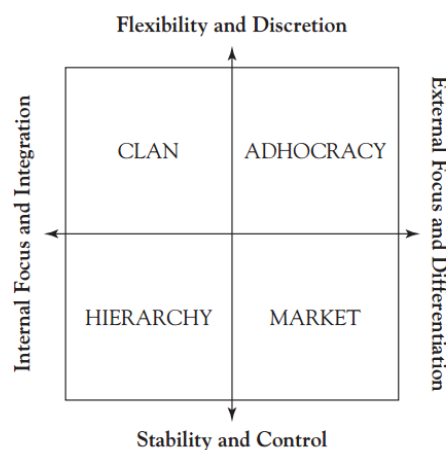 Flexibility and Discretion
Internal Focus and Integration
CLAN
ADHOCRACY
External Focus and Differentiation
HIERARCHY
MARKET
Stability and Control